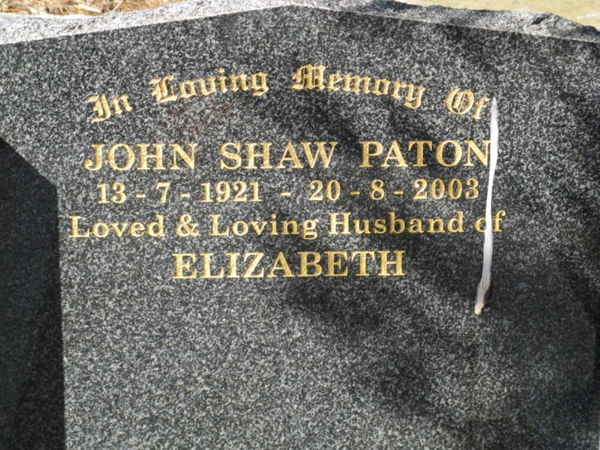 In Loving Memory Of
JOHN SHAW PATON
13 - 7 - 1921 - 20 - 8 - 2003
Loved & Loving Husband of
ELIZABETH